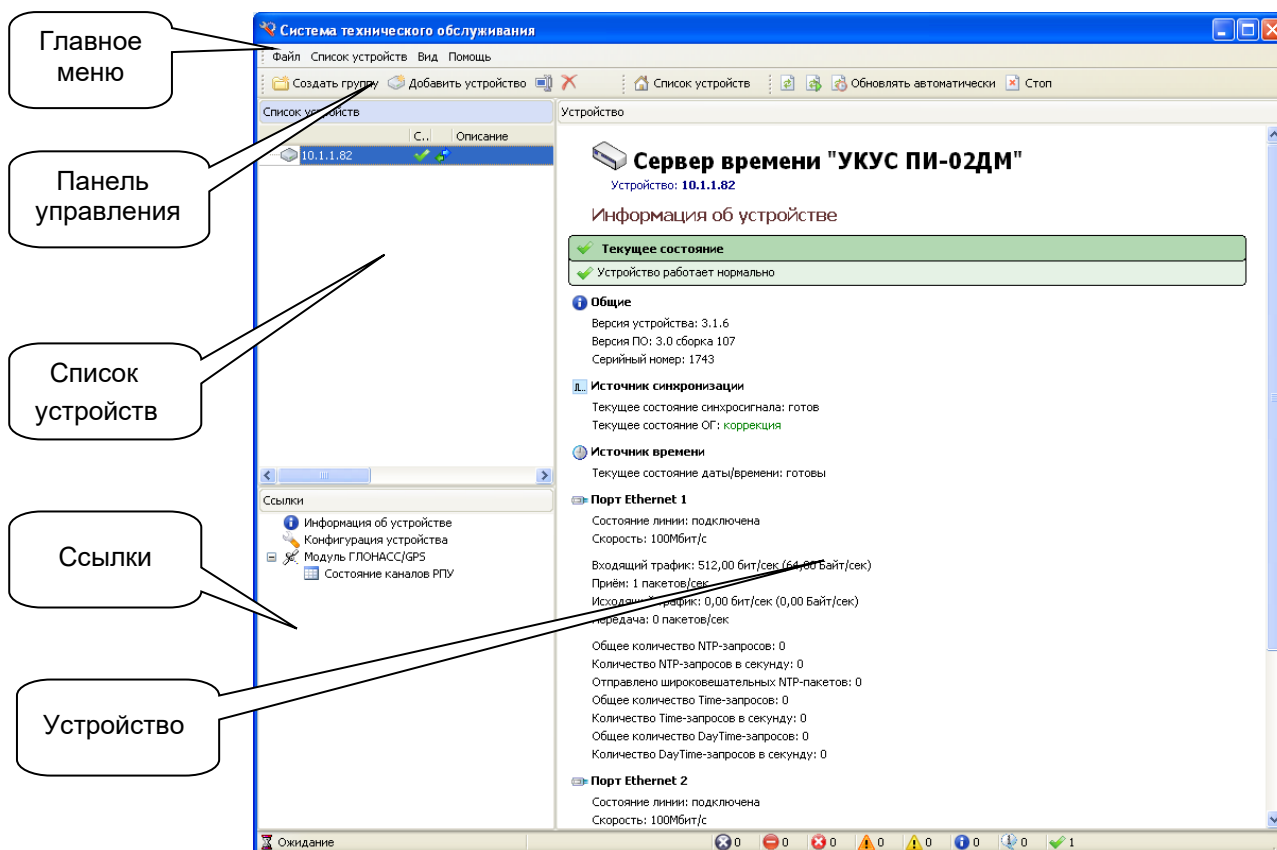 Главное
меню
Панель
управления
Список
устройств
Ссылки
Устройство
Система технического обслуживания
Файл Список устройств Вид Помощь
Создать группу Добавить устройство Список устройств Обновлять автоматически Стоп
Список устройств
С.. Описание
10.1.1.82
Ссылки
Информация об устройстве
Конфигурация устройства
Модуль ГЛОНАСС/GPS
Состояние каналов РПУ
Устройство
Сервер времени "УКУС ПИ-02ДМ"
Устройство: 10.1.1.82
Информация об устройстве
Текущее состояние
Устройство работает нормально
Общие
Версия устройства: 3.1.6
Версия ПО: 3.0 сборка 107
Серийный номер: 1743
Источник синхронизации
Текущее состояние синхросигнала: готов
Текущее состояние ОГ: коррекция
Источник времени
Текущее состояние даты/времени: готовы
Порт Ethernet 1
Состояние линии: подключена
Скорость: 100Мбит/с
Входящий трафик: 512,00 бит/сек (64,00 Байт/сек)
Приём: 1 пакетов/сек
Исходящий трафик: 0,00 бит/сек (0,00 Байт/сек)
Передача: 0 пакетов/сек
Общее количество NTP-запросов: 0
Количество NTP-запросов в секунду: 0
Отправлено широковещательных NTP-пакетов: 0
Общее количество Time-запросов: 0
Количество Time-запросов в секунду: 0
Общее количество DayTime-запросов: 0
Количество DayTime-запросов в секунду: 0
Порт Ethernet 2
Состояние линии: подключена
Скорость: 100Мбит/с
Ожидание 0 0 0 0 0 0 0 1